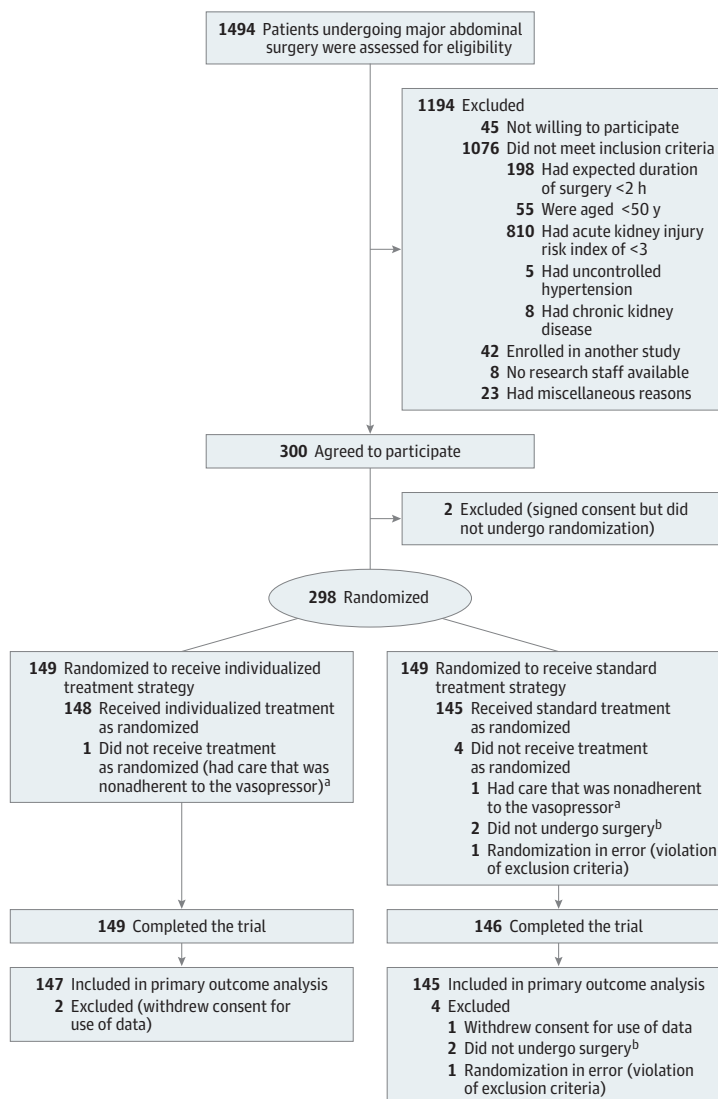 1494 Patients undergoing major abdominal
surgery were assessed for eligibility
1194 Excluded
45 Not willing to participate
1076 Did not meet inclusion criteria
198 Had expected duration
of surgery <2 h
55 Were aged <50 y
810 Had acute kidney injury
risk index of <3
5 Had uncontrolled
hypertension
8 Had chronic kidney
disease
42 Enrolled in another study
8 No research staff available
23 Had miscellaneous reasons
300 Agreed to participate
2 Excluded (signed consent but did
not undergo randomization)
298 Randomized
149 Randomized to receive individualized
treatment strategy
148 Received individualized treatment
as randomized
1 Did not receive treatment
as randomized (had care that was
nonadherent to the vasopressor)a
149 Randomized to receive standard
treatment strategy
145 Received standard treatment
as randomized
4 Did not receive treatment
as randomized
1 Had care that was nonadherent
to the vasopressora
2 Did not undergo surgeryb
1 Randomization in error (violation
of exclusion criteria)
149 Completed the trial
146 Completed the trial
147 Included in primary outcome analysis
2 Excluded (withdrew consent for
use of data)
145 Included in primary outcome analysis
4 Excluded
1 Withdrew consent for use of data
2 Did not undergo surgeryb
1 Randomization in error (violation
of exclusion criteria)